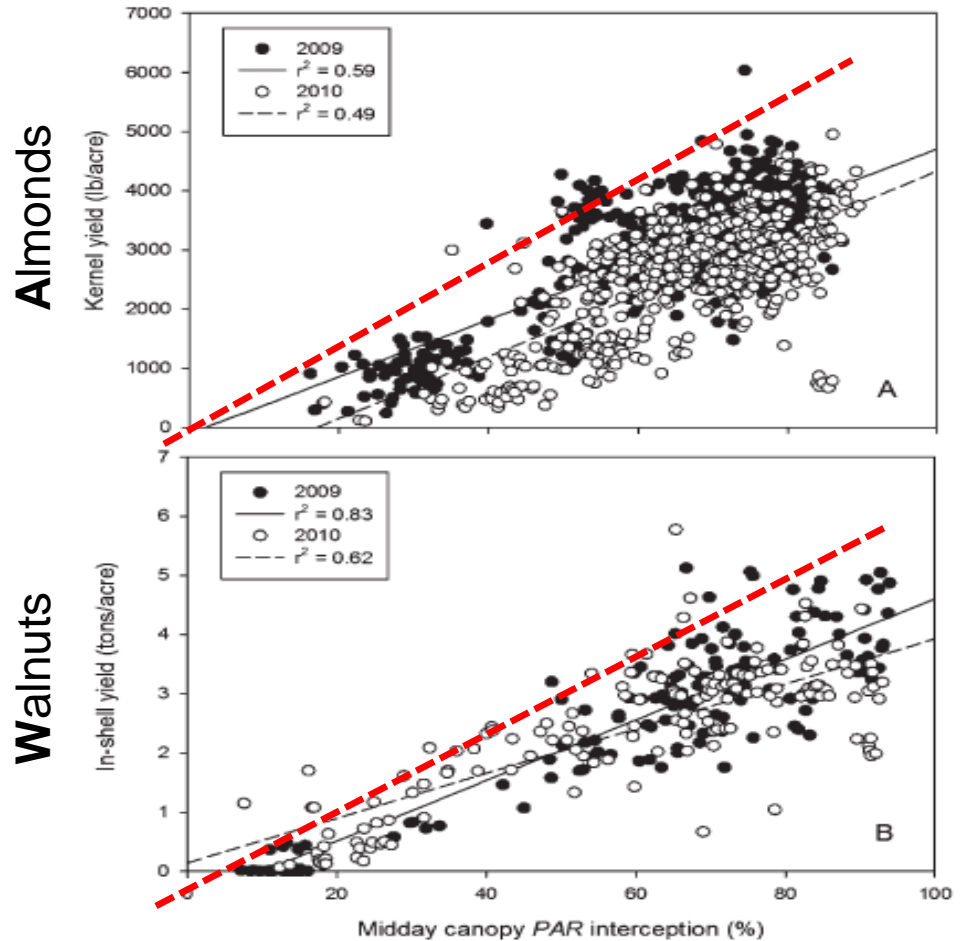 Almonds
Kernel yield (lb/acre)
7000
6000
5000
4000
3000
2000
1000
0
2009
r² = 0.59
2010
r² = 0.49
A
Walnuts
In-shell yield (tons/acre)
7
6
5
4
3
2
1
0
2009
r² = 0.83
2010
r² = 0.62
B
0 20 40 60 80 100
Midday canopy PAR interception (%)